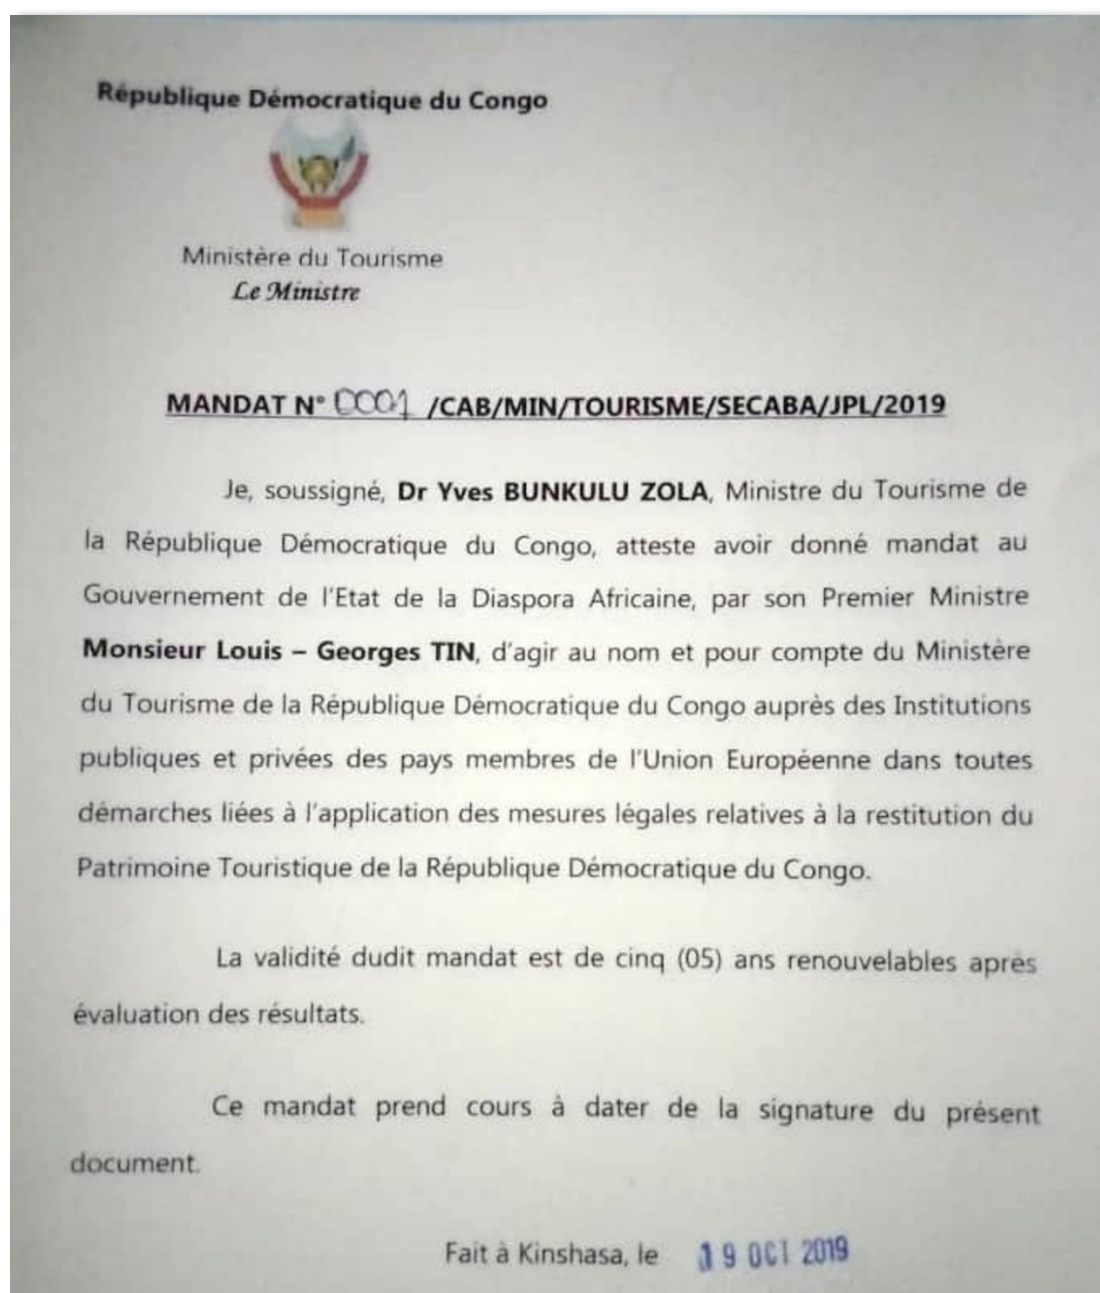 République Démocratique du Congo
Ministère du Tourisme
Le Ministre
MANDAT N° 0001 /CAB/MIN/TOURISME/SECABA/JPL/2019
Je, soussigné, Dr Yves BUNKULU ZOLA, Ministre du Tourisme de
la République Démocratique du Congo, atteste avoir donné mandat au
Gouvernement de l'Etat de la Diaspora Africaine, par son Premier Ministre
Monsieur Louis – Georges TIN, d'agir au nom et pour compte du Ministère
du Tourisme de la République Démocratique du Congo auprès des Institutions
publiques et privées des pays membres de l'Union Européenne dans toutes
démarches liées à l'application des mesures légales relatives à la restitution du
Patrimoine Touristique de la République Démocratique du Congo.
La validité dudit mandat est de cinq (05) ans renouvelables après
évaluation des résultats.
Ce mandat prend cours à dater de la signature du présent
document.
Fait à Kinshasa, le 19 OCT 2019